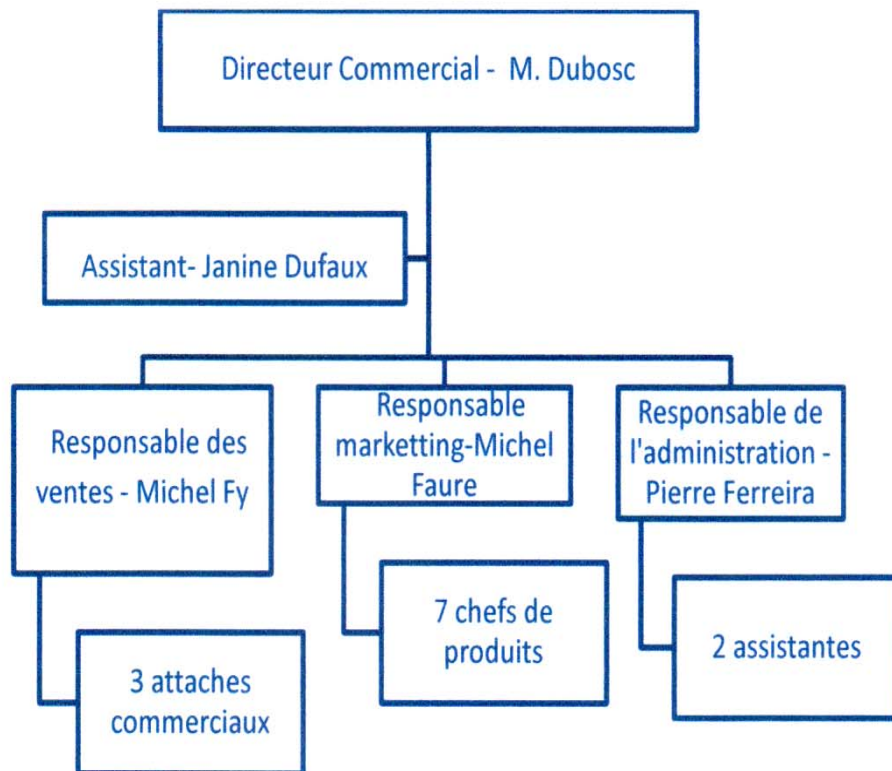 Directeur Commercial - M. Dubosc
Assistant- Janine Dufaux
Responsable des
ventes - Michel Fy
Responsable
marketting-Michel
Faure
Responsable de
l'administration -
Pierre Ferreira
3 attaches
commerciaux
7 chefs de
produits
2 assistantes